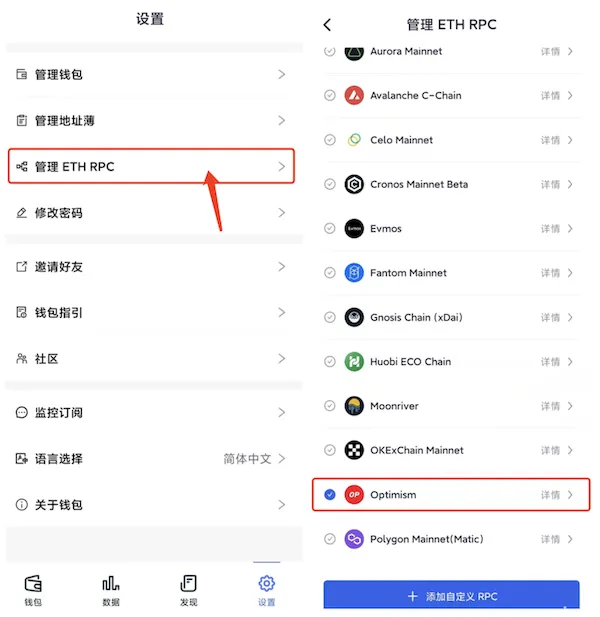 设置
管理钱包
管理地址薄
管理 ETH RPC
修改密码
邀请好友
钱包指引
社区
监控订阅
语言选择 简体中文
关于钱包
钱包 数据 发现 设置
管理 ETH RPC
Aurora Mainnet 详情
Avalanche C-Chain 详情
Celo Mainnet 详情
Cronos Mainnet Beta 详情
Evmos Evmos 详情
Fantom Mainnet 详情
Gnosis Chain (xDai) 详情
Huobi ECO Chain 详情
Moonriver 详情
OKExChain Mainnet 详情
OP Optimism 详情
Polygon Mainnet(Matic) 详情
添加自定义 RPC